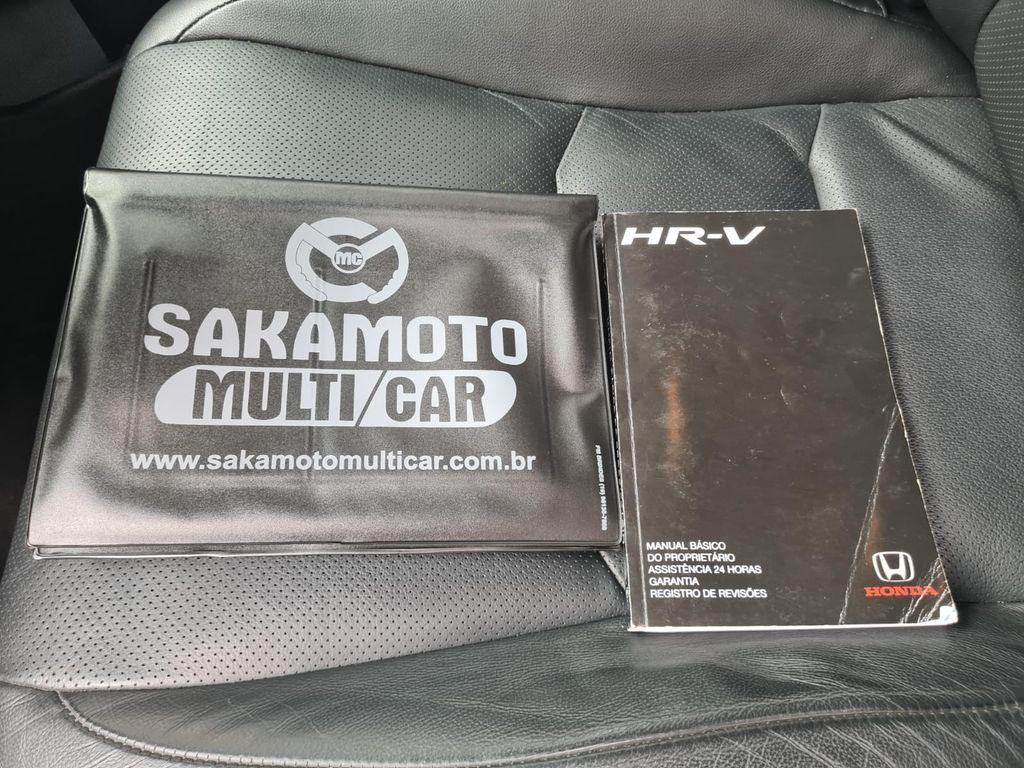 MC
SAKAMOTO
MULTI/CAR
www.sakamotomulticar.com.br
HR-V
MANUAL BÁSICO
DO PROPRIETÁRIO
ASSISTÊNCIA 24 HORAS
GARANTIA
REGISTRO DE REVISÕES
HONDA